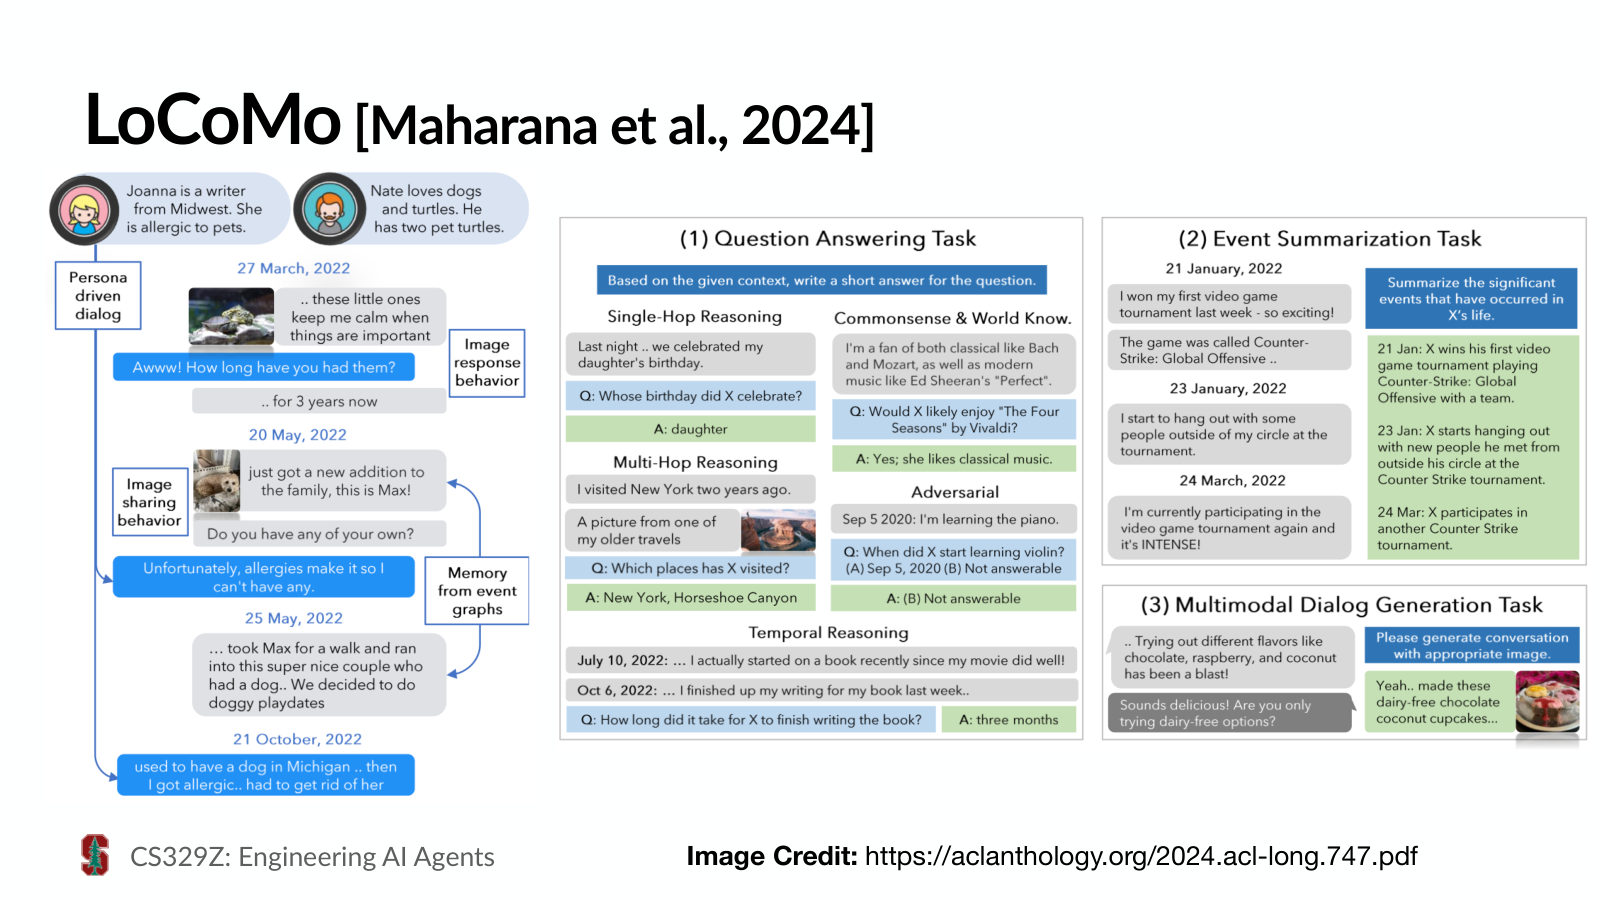 LoCoMo [Maharana et al., 2024]
Joanna is a writer
from Midwest. She
is allergic to pets.
Nate loves dogs
and turtles. He
has two pet turtles.
Persona
driven
dialog
27 March, 2022
.. these little ones
keep me calm when
things are important
Image
response
behavior
Awww! How long have you had them?
.. for 3 years now
20 May, 2022
just got a new addition to
the family, this is Max!
Image
sharing
behavior
Do you have any of your own?
Unfortunately, allergies make it so I
can't have any.
Memory
from event
graphs
25 May, 2022
... took Max for a walk and ran
into this super nice couple who
had a dog.. We decided to do
doggy playdates
21 October, 2022
used to have a dog in Michigan .. then
I got allergic.. had to get rid of her
(1) Question Answering Task
Based on the given context, write a short answer for the question.
Single-Hop Reasoning
Last night .. we celebrated my
daughter's birthday.
Q: Whose birthday did X celebrate?
A: daughter
Multi-Hop Reasoning
I visited New York two years ago.
A picture from one of
my older travels
Q: Which places has X visited?
A: New York, Horseshoe Canyon
Commonsense & World Know.
I'm a fan of both classical like Bach
and Mozart, as well as modern
music like Ed Sheeran's "Perfect".
Q: Would X likely enjoy "The Four
Seasons" by Vivaldi?
A: Yes; she likes classical music.
Adversarial
Sep 5 2020: I'm learning the piano.
Q: When did X start learning violin?
(A) Sep 5, 2020 (B) Not answerable
A: (B) Not answerable
Temporal Reasoning
July 10, 2022: ... I actually started on a book recently since my movie did well!
Oct 6, 2022: ... I finished up my writing for my book last week..
Q: How long did it take for X to finish writing the book?
A: three months
(2) Event Summarization Task
21 January, 2022
I won my first video game
tournament last week - so exciting!
The game was called Counter-
Strike: Global Offensive ..
23 January, 2022
I start to hang out with some
people outside of my circle at the
tournament.
24 March, 2022
I'm currently participating in the
video game tournament again and
it's INTENSE!
Summarize the significant
events that have occurred in
X's life.
21 Jan: X wins his first video
game tournament playing
Counter-Strike: Global
Offensive with a team.
23 Jan: X starts hanging out
with new people he met from
outside his circle at the
Counter Strike tournament.
24 Mar: X participates in
another Counter Strike
tournament.
(3) Multimodal Dialog Generation Task
.. Trying out different flavors like
chocolate, raspberry, and coconut
has been a blast!
Sounds delicious! Are you only
trying dairy-free options?
Please generate conversation
with appropriate image.
Yeah.. made these
dairy-free chocolate
coconut cupcakes...
CS329Z: Engineering AI Agents
Image Credit: https://aclanthology.org/2024.acl-long.747.pdf